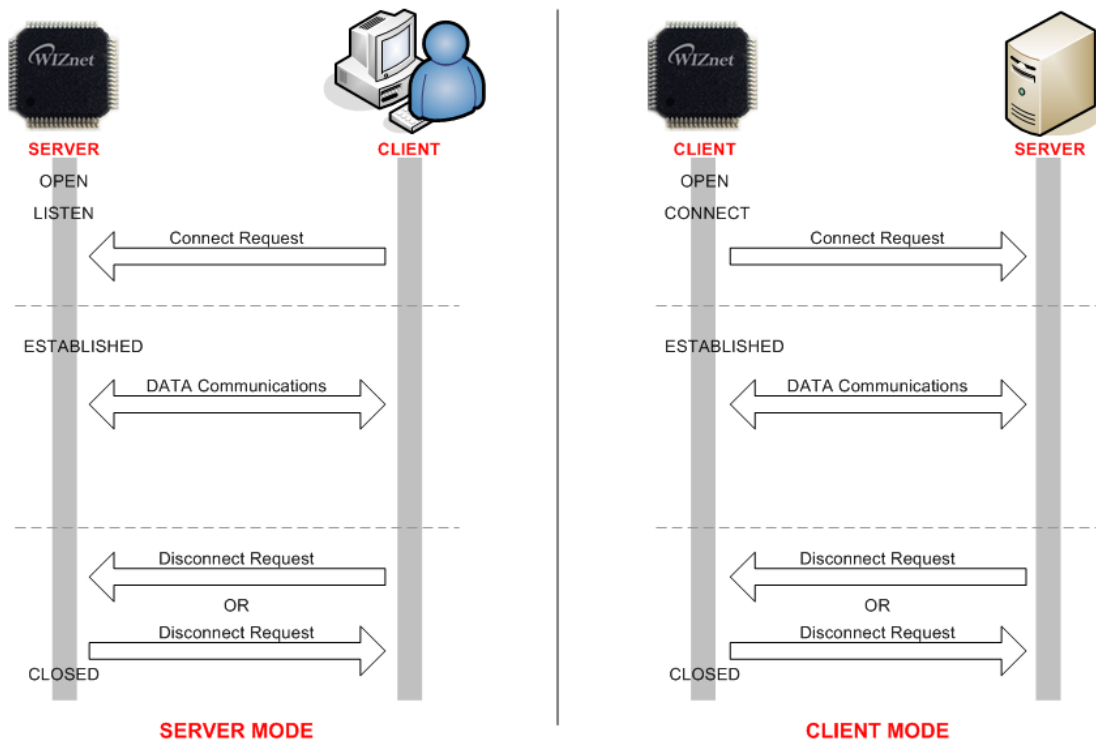 WIZnet
SERVER
CLIENT
OPEN
LISTEN
Connect Request
ESTABLISHED
DATA Communications
Disconnect Request
OR
Disconnect Request
CLOSED
SERVER MODE
WIZnet
CLIENT
SERVER
OPEN
CONNECT
Connect Request
ESTABLISHED
DATA Communications
Disconnect Request
OR
Disconnect Request
CLOSED
CLIENT MODE